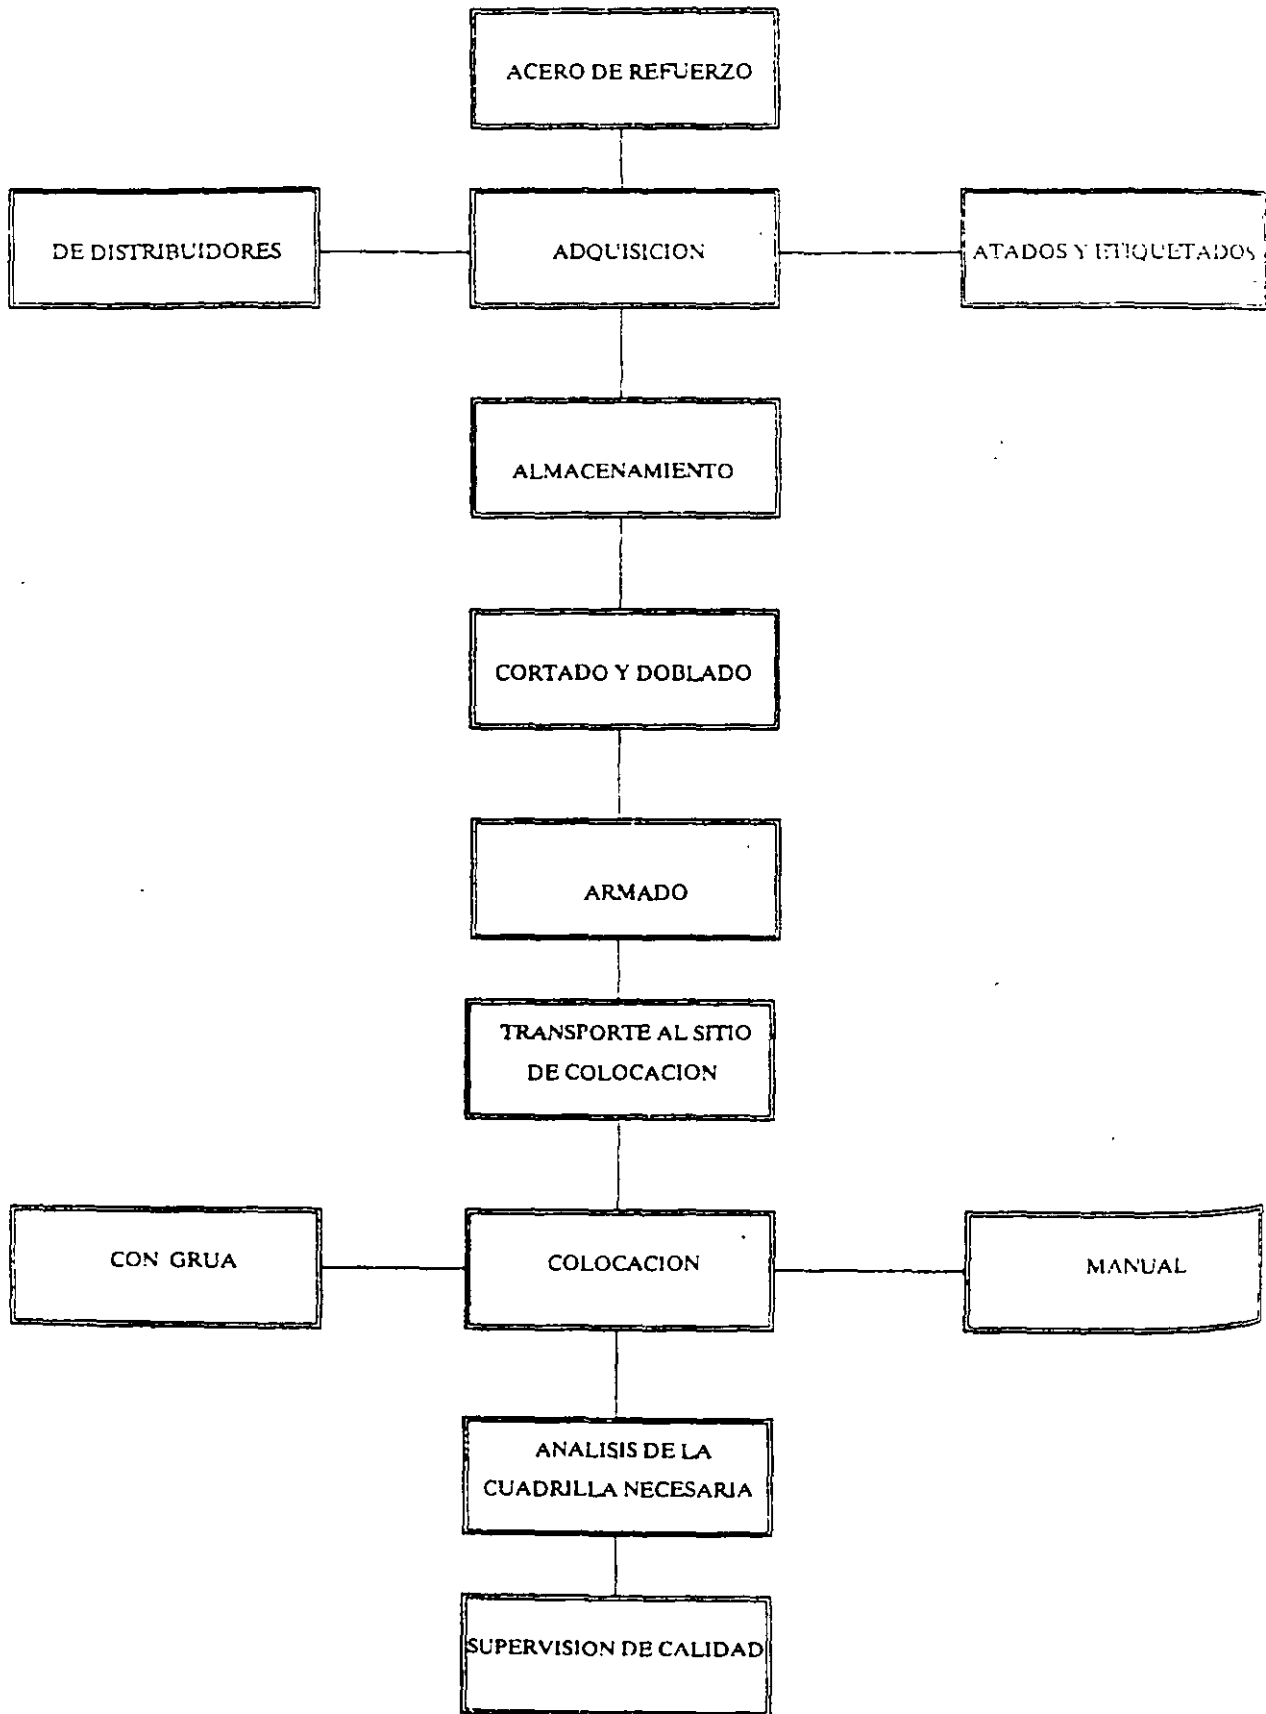 ACERO DE REFUERZO
DE DISTRIBUIDORES
ADQUISICION
ATADOS Y ETIQUETADOS
ALMACENAMIENTO
CORTADO Y DOBLADO
ARMADO
TRANSPORTE AL SITIO
DE COLOCACION
CON GRUA
COLOCACION
MANUAL
ANALISIS DE LA
CUADRILLA NECESARIA
SUPERVISION DE CALIDAD